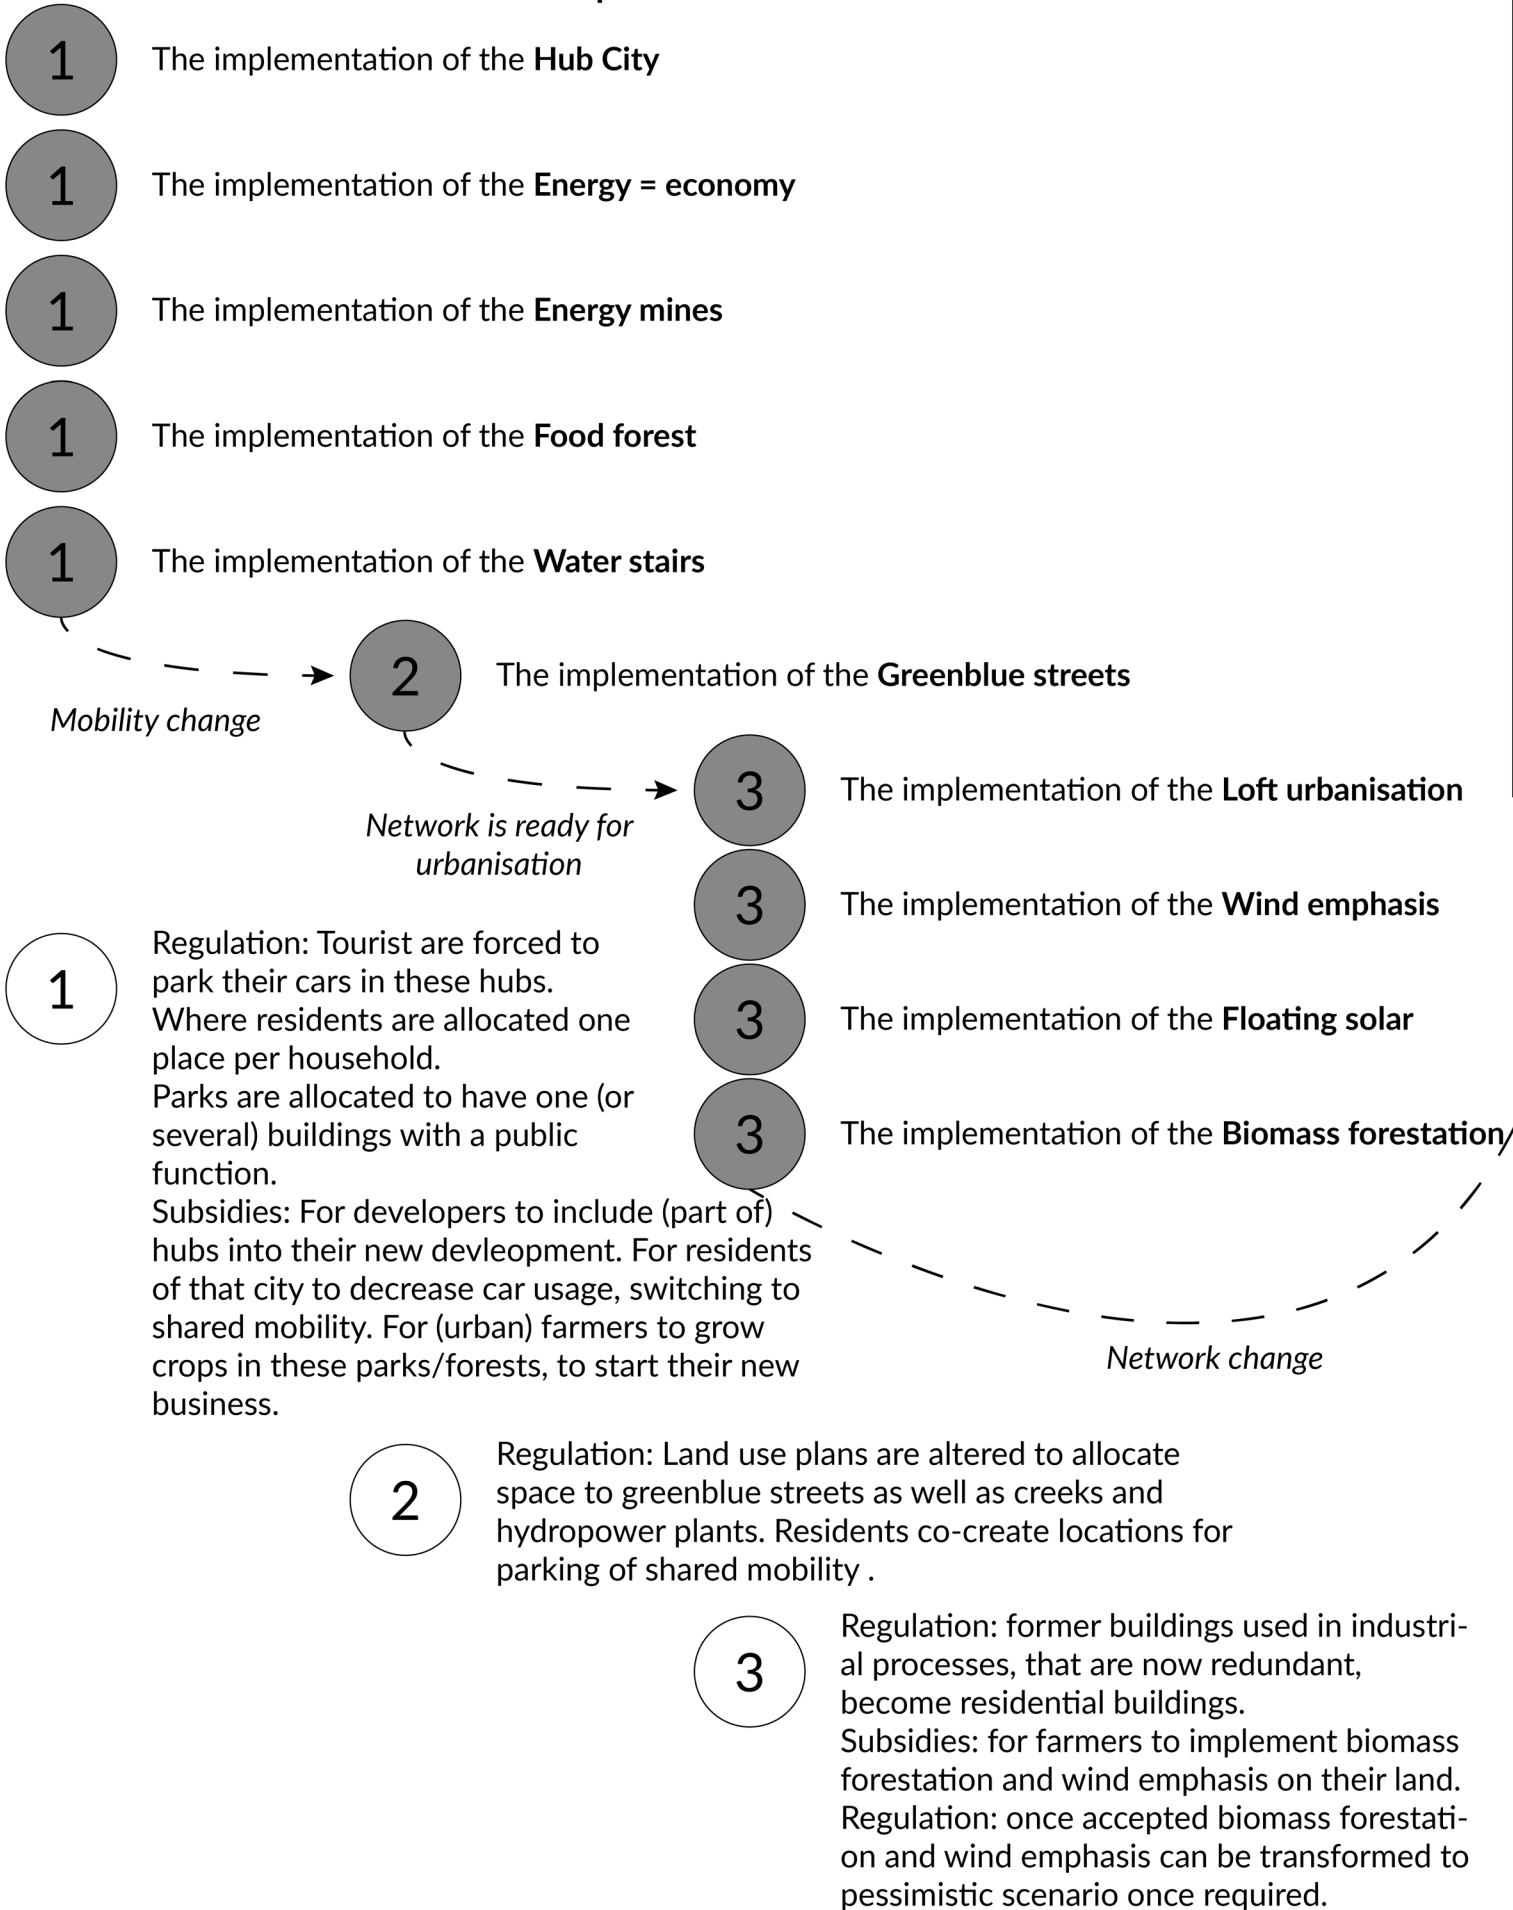 1
The implementation of the Hub City
1
The implementation of the Energy = economy
1
The implementation of the Energy mines
1
The implementation of the Food forest
1
The implementation of the Water stairs
2
The implementation of the Greenblue streets
Mobility change
3
The implementation of the Loft urbanisation
Network is ready for
urbanisation
3
The implementation of the Wind emphasis
3
The implementation of the Floating solar
3
The implementation of the Biomass forestation
Network change
1
Regulation: Tourist are forced to
park their cars in these hubs.
Where residents are allocated one
place per household.
Parks are allocated to have one (or
several) buildings with a public
function.
Subsidies: For developers to include (part of)
hubs into their new devleopment. For residents
of that city to decrease car usage, switching to
shared mobility. For (urban) farmers to grow
crops in these parks/forests, to start their new
business.
2
Regulation: Land use plans are altered to allocate
space to greenblue streets as well as creeks and
hydropower plants. Residents co-create locations for
parking of shared mobility .
3
Regulation: former buildings used in industri-
al processes, that are now redundant,
become residential buildings.
Subsidies: for farmers to implement biomass
forestation and wind emphasis on their land.
Regulation: once accepted biomass forestati-
on and wind emphasis can be transformed to
pessimistic scenario once required.